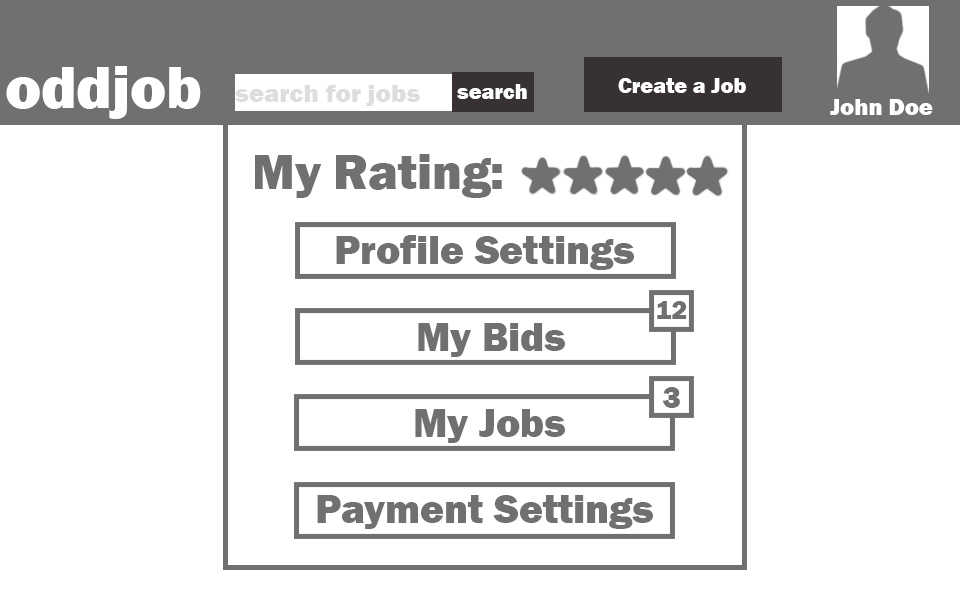 oddjob
search for jobs
search
Create a Job
John Doe
My Rating:
Profile Settings
12
My Bids
3
My Jobs
Payment Settings